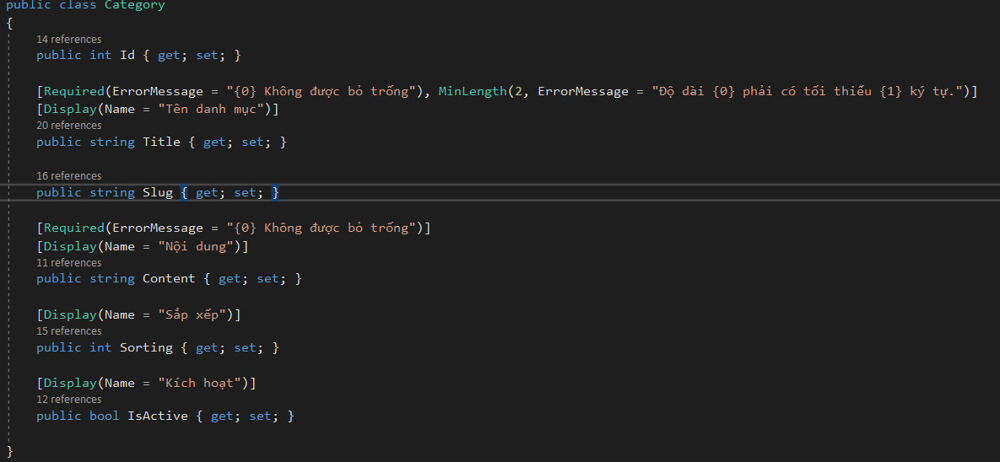 public class Category
{
14 references
public int Id { get; set; }
[Required(ErrorMessage = "{0} Không được bỏ trống"), MinLength(2, ErrorMessage = "Độ dài {0} phải có tối thiếu {1} ký tự.")]
[Display(Name = "Tên danh mục")]
20 references
public string Title { get; set; }
16 references
public string Slug { get; set; }
[Required(ErrorMessage = "{0} Không được bỏ trống")]
[Display(Name = "Nội dung")]
11 references
public string Content { get; set; }
[Display(Name = "Sắp xếp")]
15 references
public int Sorting { get; set; }
[Display(Name = "Kích hoạt")]
12 references
public bool IsActive { get; set; }
}